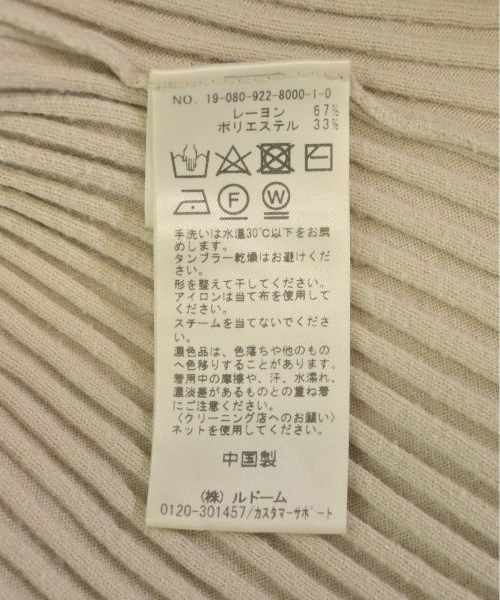 NO. 19-080-922-8000-1-0
レーヨン 67%
ポリエステル 33%
F W
手洗いは水温30℃以下をお薦
めします。
タンブラー乾燥はお避けくださ
い。
形を整えて干してください。
アイロンは当て布を使用して
ください。
スチームを当てないでくださ
い。
濃色品は、色落ちや他のもの
へ色移りすることがあります。
着用中の摩擦や、汗、水濡れ、
濃淡差があるものとの重ね着
にご注意ください。
〈クリーニング店へのお願い〉
ネットを使用してください。
中国製
(株) ルドーム
0120-301457/カスタマーサポート